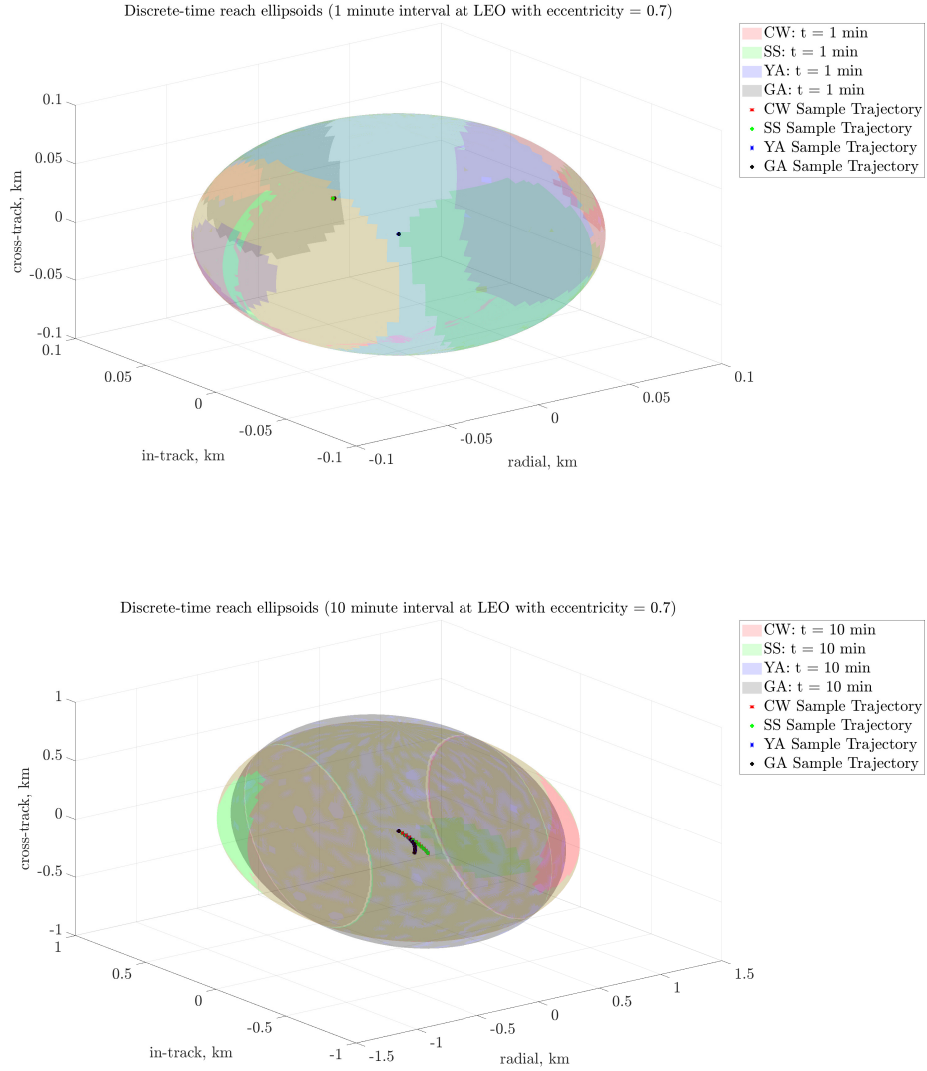 Discrete-time reach ellipsoids (1 minute interval at LEO with eccentricity = 0.7)
CW: t = 1 min
SS: t = 1 min
YA: t = 1 min
GA: t = 1 min
CW Sample Trajectory
SS Sample Trajectory
YA Sample Trajectory
GA Sample Trajectory
0.1
0.05
0
-0.05
-0.1
cross-track, km
0.1
0.05
0
-0.05
-0.1
in-track, km
-0.1
-0.05
0
0.05
0.1
radial, km
Discrete-time reach ellipsoids (10 minute interval at LEO with eccentricity = 0.7)
CW: t = 10 min
SS: t = 10 min
YA: t = 10 min
GA: t = 10 min
CW Sample Trajectory
SS Sample Trajectory
YA Sample Trajectory
GA Sample Trajectory
1
0.5
0
-0.5
-1
cross-track, km
1
0.5
0
-0.5
-1
in-track, km
-1.5
-1
-0.5
0
0.5
1
1.5
radial, km